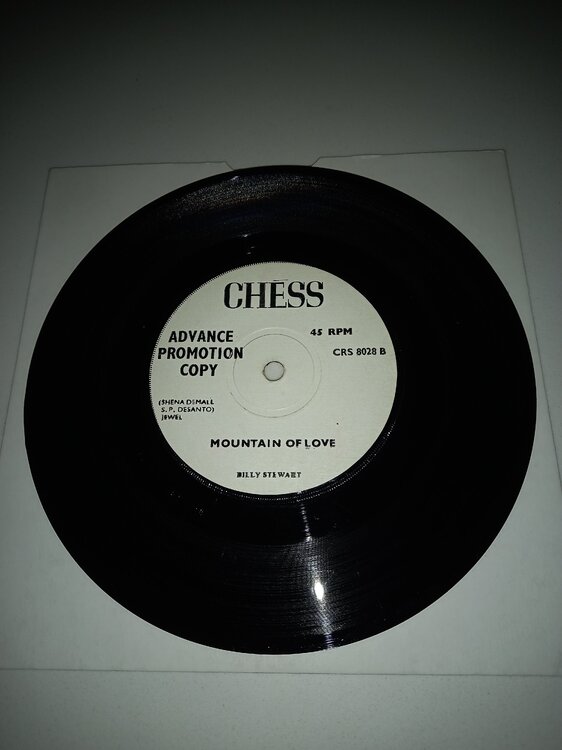 CHESS
ADVANCE
PROMOTION
COPY
45 RPM
CRS 8028 B
(SHENA DEMALL
S. P. DESANTO)
JEWEL
MOUNTAIN OF LOVE
BILLY STEWART